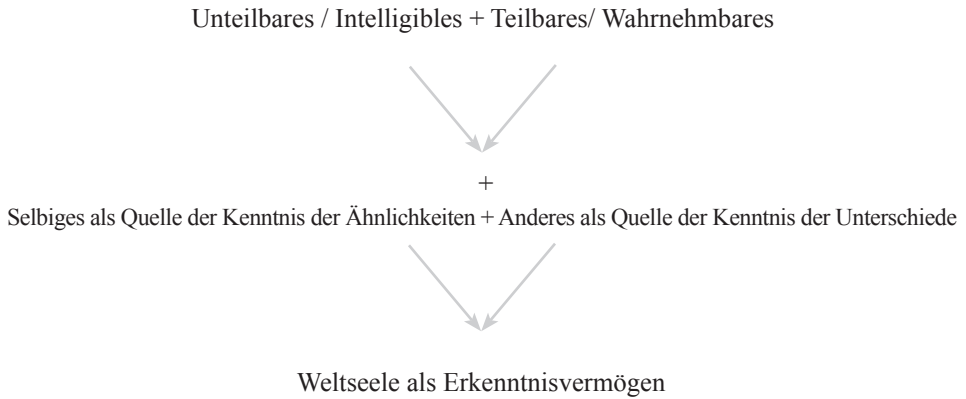 Unteilbares / Intelligibles + Teilbares/ Wahrnehmbares
+
Selbiges als Quelle der Kenntnis der Ähnlichkeiten + Anderes als Quelle der Kenntnis der Unterschiede
Weltseele als Erkenntnisvermögen